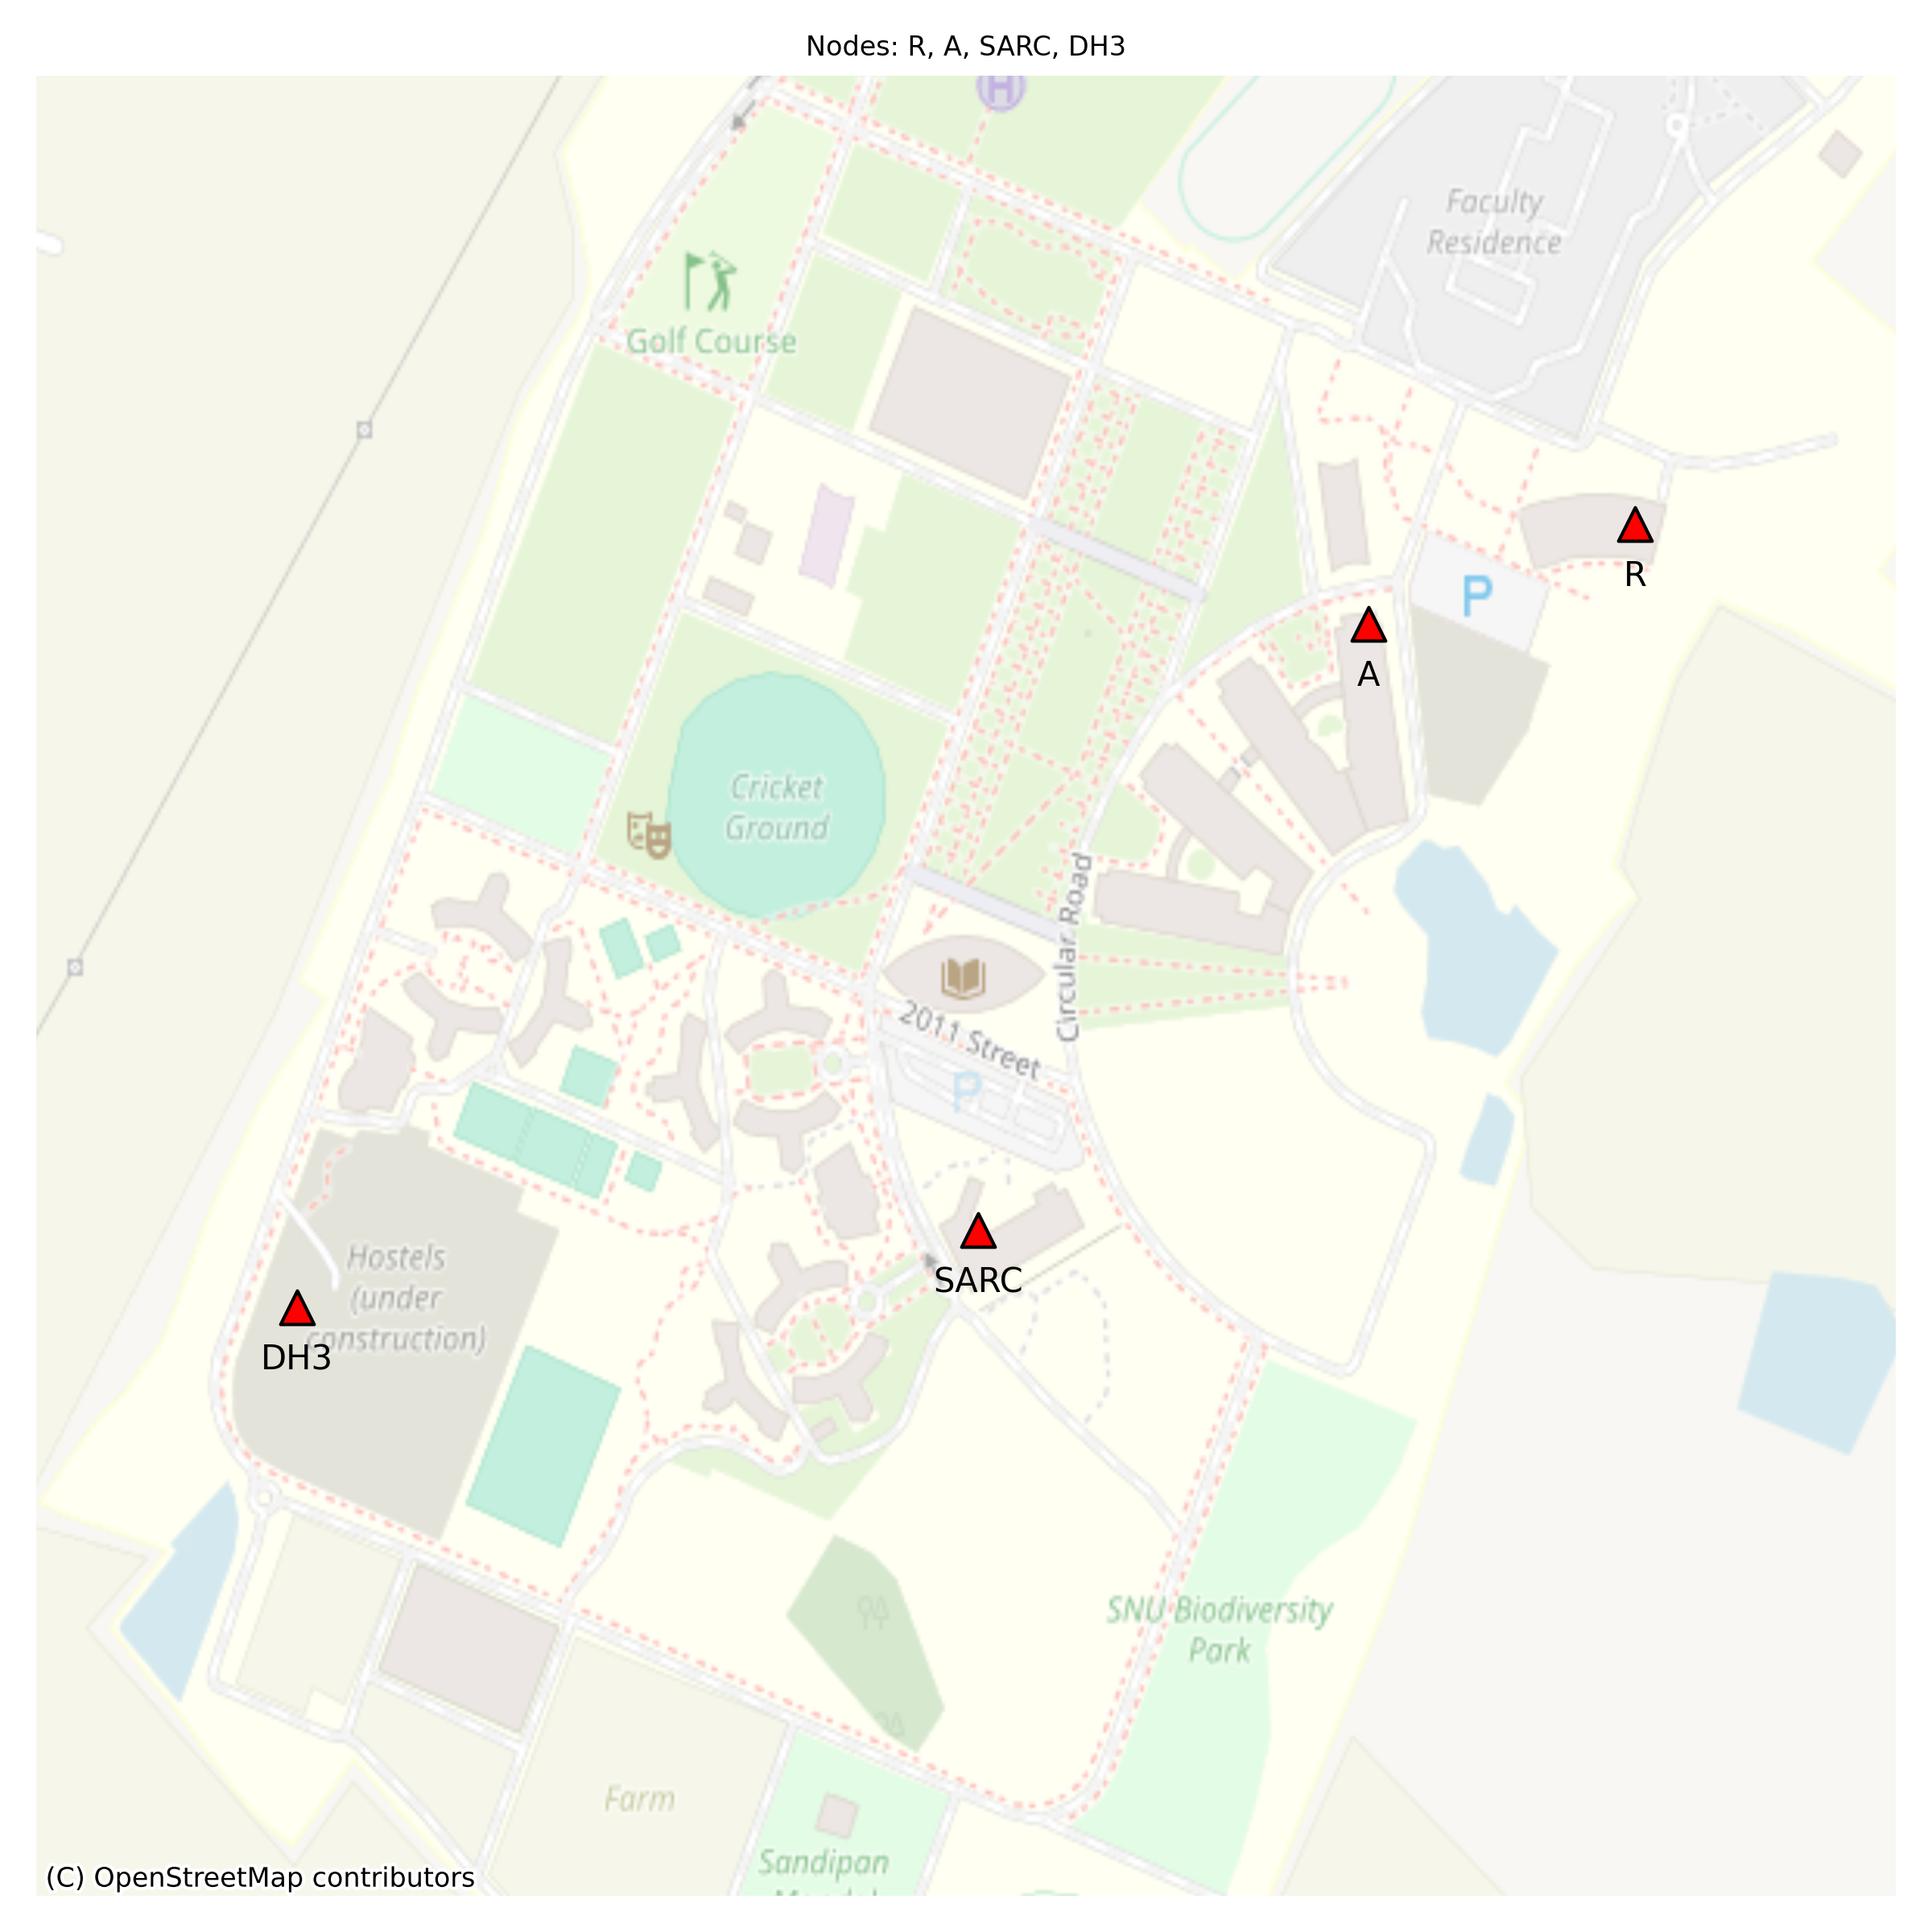 Nodes: R, A, SARC, DH3
H
Faculty
Residence
Golf Course
R
P
A
Cricket
Ground
Circular Road
2011 Street
P
SARC
Hostels
(under
construction)
DH3
SNU Biodiversity
Park
Farm
Sandipan
(C) OpenStreetMap contributors